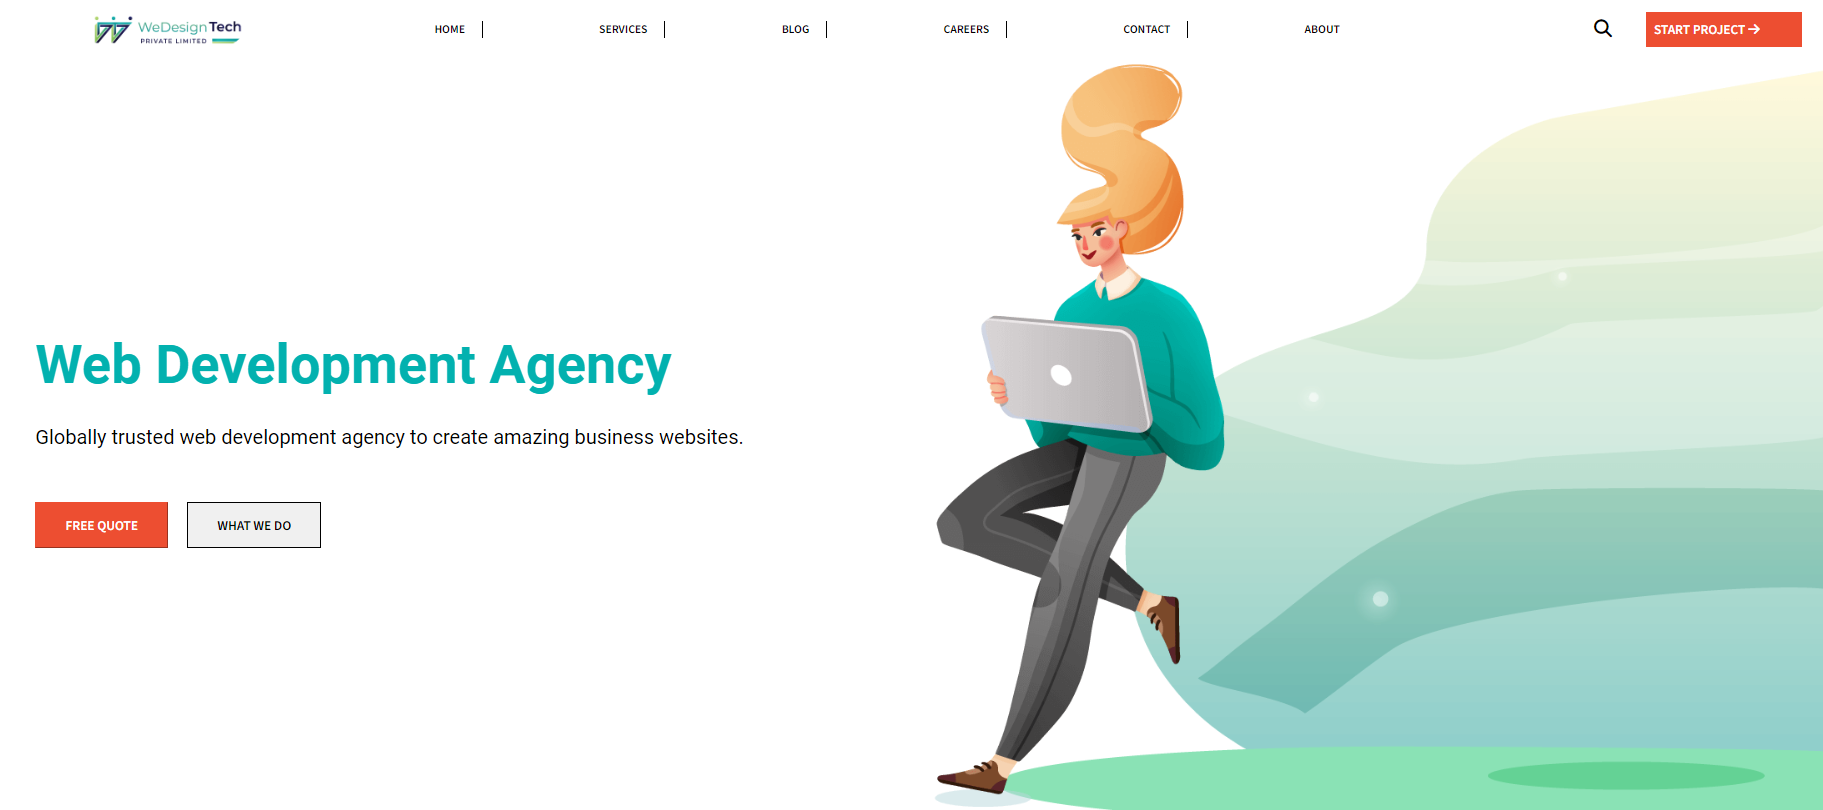 WeDesign Tech
PRIVATE LIMITED
HOME
SERVICES
BLOG
CAREERS
CONTACT
ABOUT
START PROJECT
Web Development Agency
Globally trusted web development agency to create amazing business websites.
FREE QUOTE
WHAT WE DO